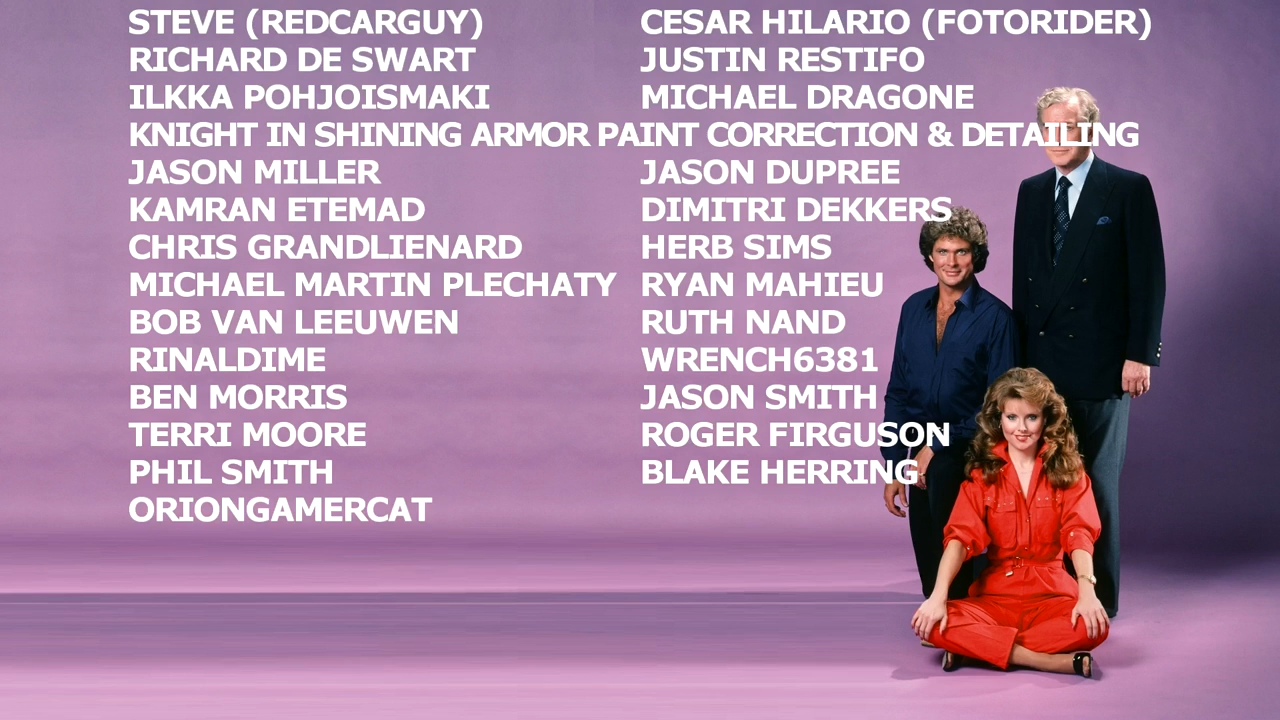 STEVE (REDCARGUY) CESAR HILARIO (FOTORIDER)
RICHARD DE SWART JUSTIN RESTIFO
ILKKA POHJOISMAKI MICHAEL DRAGONE
KNIGHT IN SHINING ARMOR PAINT CORRECTION & DETAILING
JASON MILLER JASON DUPREE
KAMRAN ETEMAD DIMITRI DEKKERS
CHRIS GRANDLIENARD HERB SIMS
MICHAEL MARTIN PLECHATY RYAN MAHIEU
BOB VAN LEEUWEN RUTH NAND
RINALDIME WRENCH6381
BEN MORRIS JASON SMITH
TERRI MOORE ROGER FIRGUSON
PHIL SMITH BLAKE HERRING
ORIONGAMERCAT